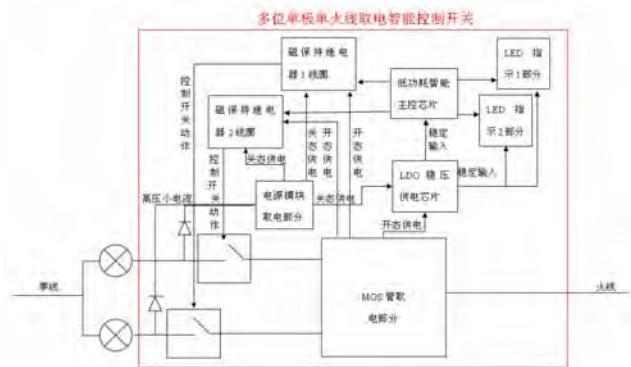 多位单极单火线取电智能控制开关
磁保持继电
器1线圈
控制开关动作
磁保持继电
器2线圈
低功耗智能
主控芯片
LED 指
示1部分
LED 指
示2部分
关态供电
开态供电
开态供电
稳定
输入
控制开关动作
关态供电
高压小电流
电源模块
取电部分
关态供电
LDO 稳压
供电芯片
稳定输入
开态供电
零线
MOS管取
电部分
火线